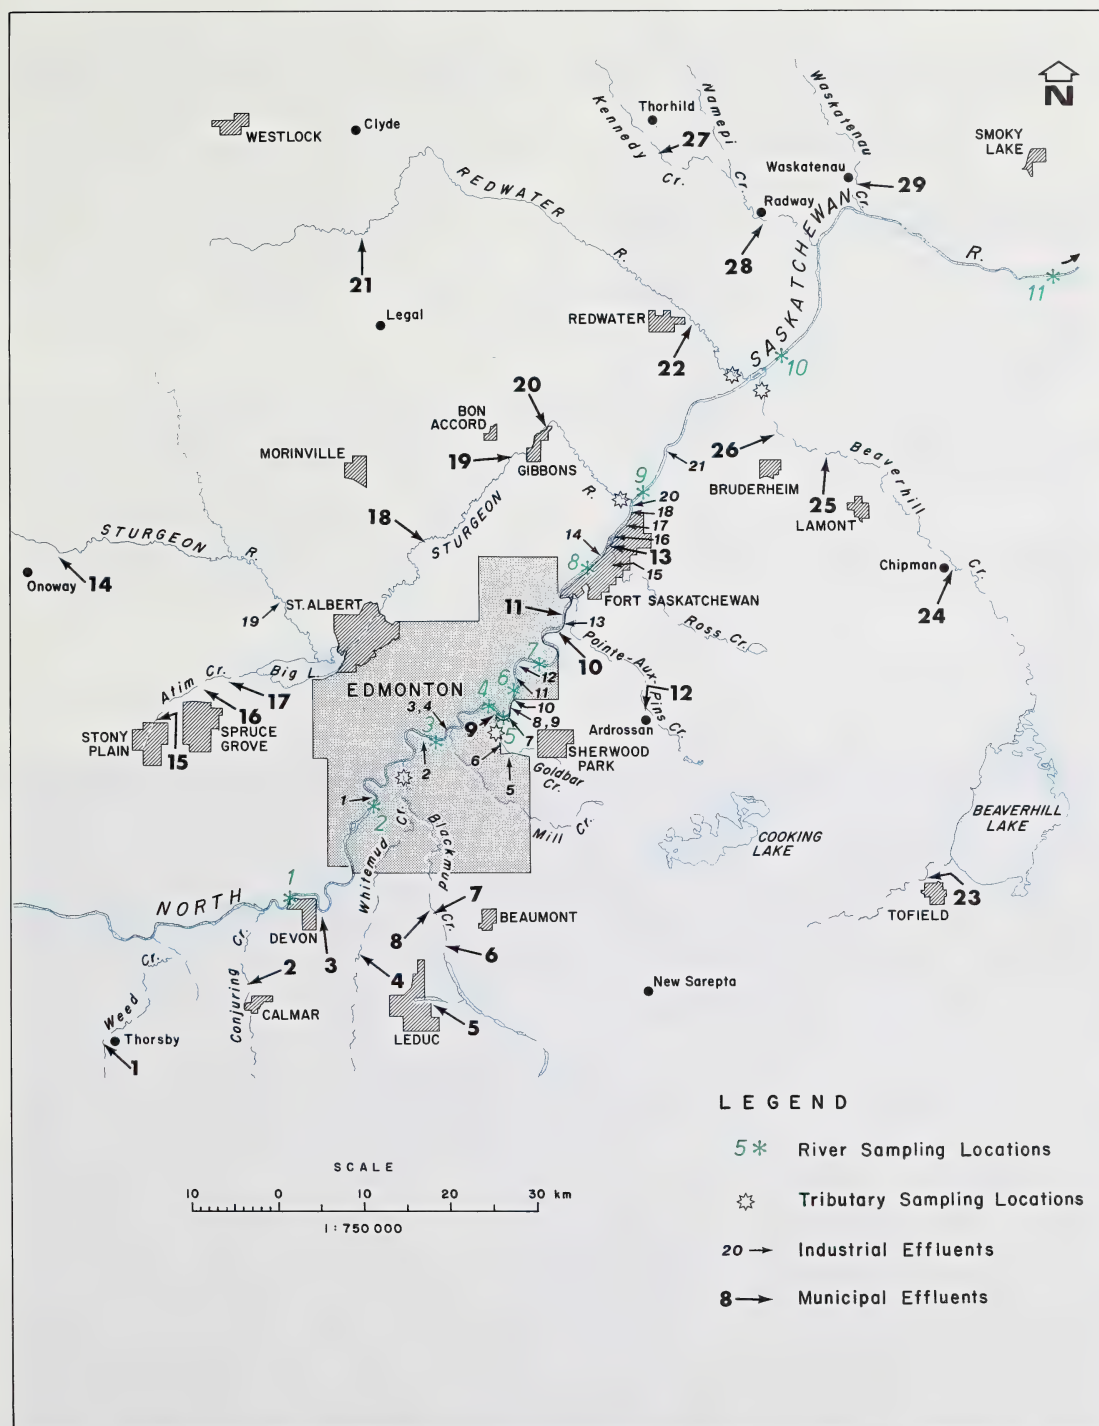 N
WESTLOCK
Clyde
Thorhild
Kennedy Cr.
27
Namepi Cr.
Waskatenau Cr.
SMOKY
LAKE
Waskatenau
29
Radway
28
REDWATER R.
21
Legal
REDWATER
22
NORTH SASKATCHEWAN R.
11
10
20
BON
ACCORD
19
GIBBONS
MORINVILLE
18
STURGEON R.
26
BRUDERHEIM
25
LAMONT
Beaverhill Cr.
21
9
20
18
17
16
13
14
15
8
FORT SASKATCHEWAN
Chipman
24
STURGEON R.
14
Onoway
19
ST. ALBERT
11
13
10
Ross Cr.
Pointe-Aux-Pins Cr.
12
Ardrossan
Atim Cr.
Big L.
17
16
15
STONY
PLAIN
SPRUCE
GROVE
EDMONTON
7
12
6
11
10
8,9
7
4
9
5
3,4
3
2
6
5
SHERWOOD
PARK
Goldbar
Cr.
Mill Cr.
1
2
Whitemud Cr.
Blackmud Cr.
COOKING
LAKE
BEAVERHILL
LAKE
23
TOFIELD
1
DEVON
3
7
8
BEAUMONT
6
4
5
LEDUC
New Sarepta
2
CALMAR
Conjuring Cr.
Weed Cr.
Thorsby
1
LEGEND
5 River Sampling Locations
Tributary Sampling Locations
20 Industrial Effluents
8 Municipal Effluents
SCALE
10 0 10 20 30 km
1:750 000